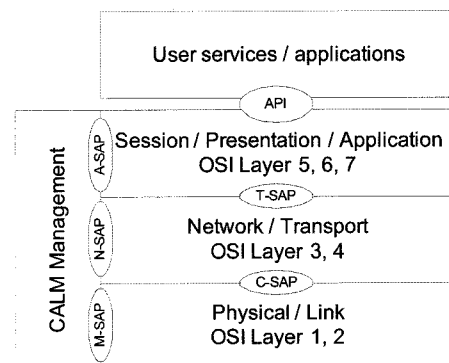 User services / applications
API
Session / Presentation / Application
OSI Layer 5, 6, 7
A-SAP
T-SAP
CALM Management
Network / Transport
OSI Layer 3, 4
N-SAP
C-SAP
Physical / Link
OSI Layer 1, 2
M-SAP